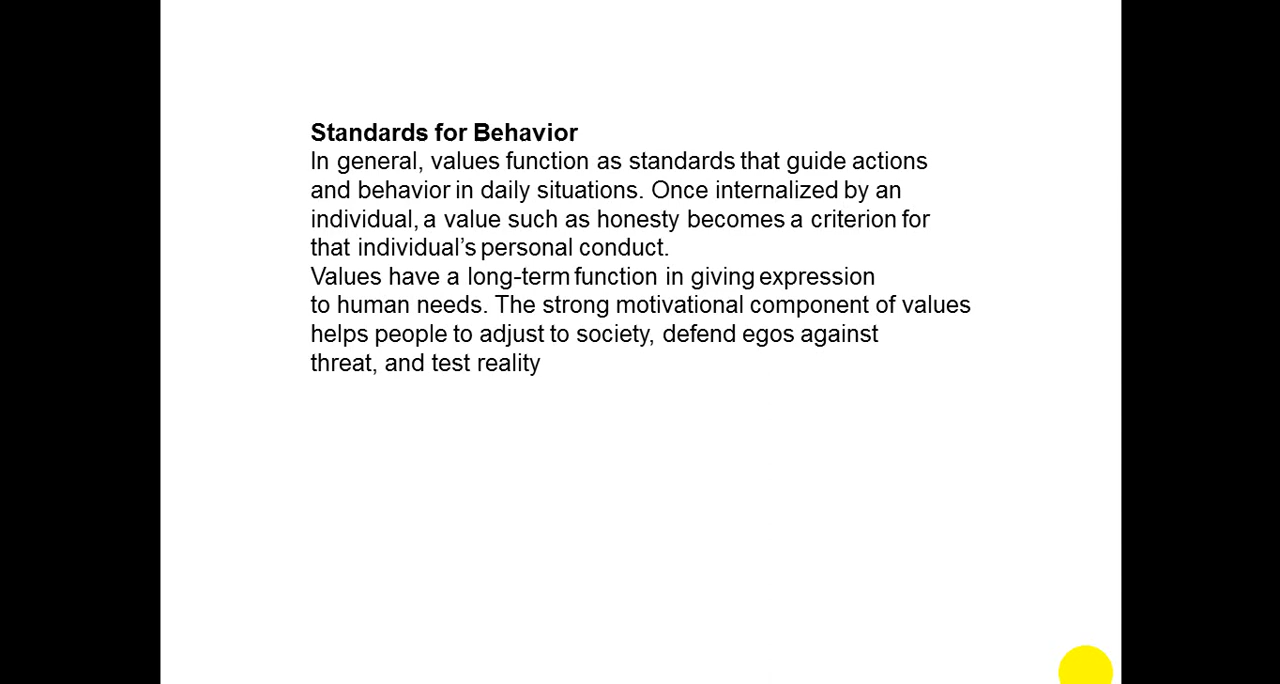 Standards for Behavior
In general, values function as standards that guide actions
and behavior in daily situations. Once internalized by an
individual, a value such as honesty becomes a criterion for
that individual’s personal conduct.
Values have a long-term function in giving expression
to human needs. The strong motivational component of values
helps people to adjust to society, defend egos against
threat, and test reality